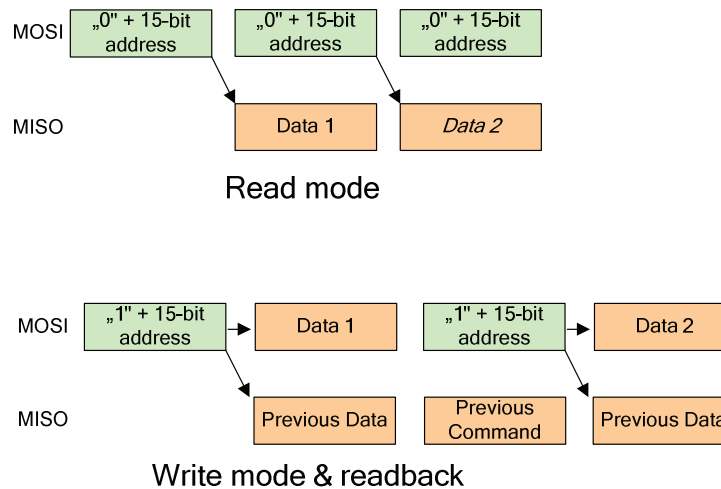 MOSI
„0" + 15-bit
address
„0" + 15-bit
address
„0" + 15-bit
address
MISO
Data 1
Data 2
Read mode
MOSI
„1" + 15-bit
address
Data 1
„1" + 15-bit
address
Data 2
MISO
Previous Data
Previous
Command
Previous Data
Write mode & readback